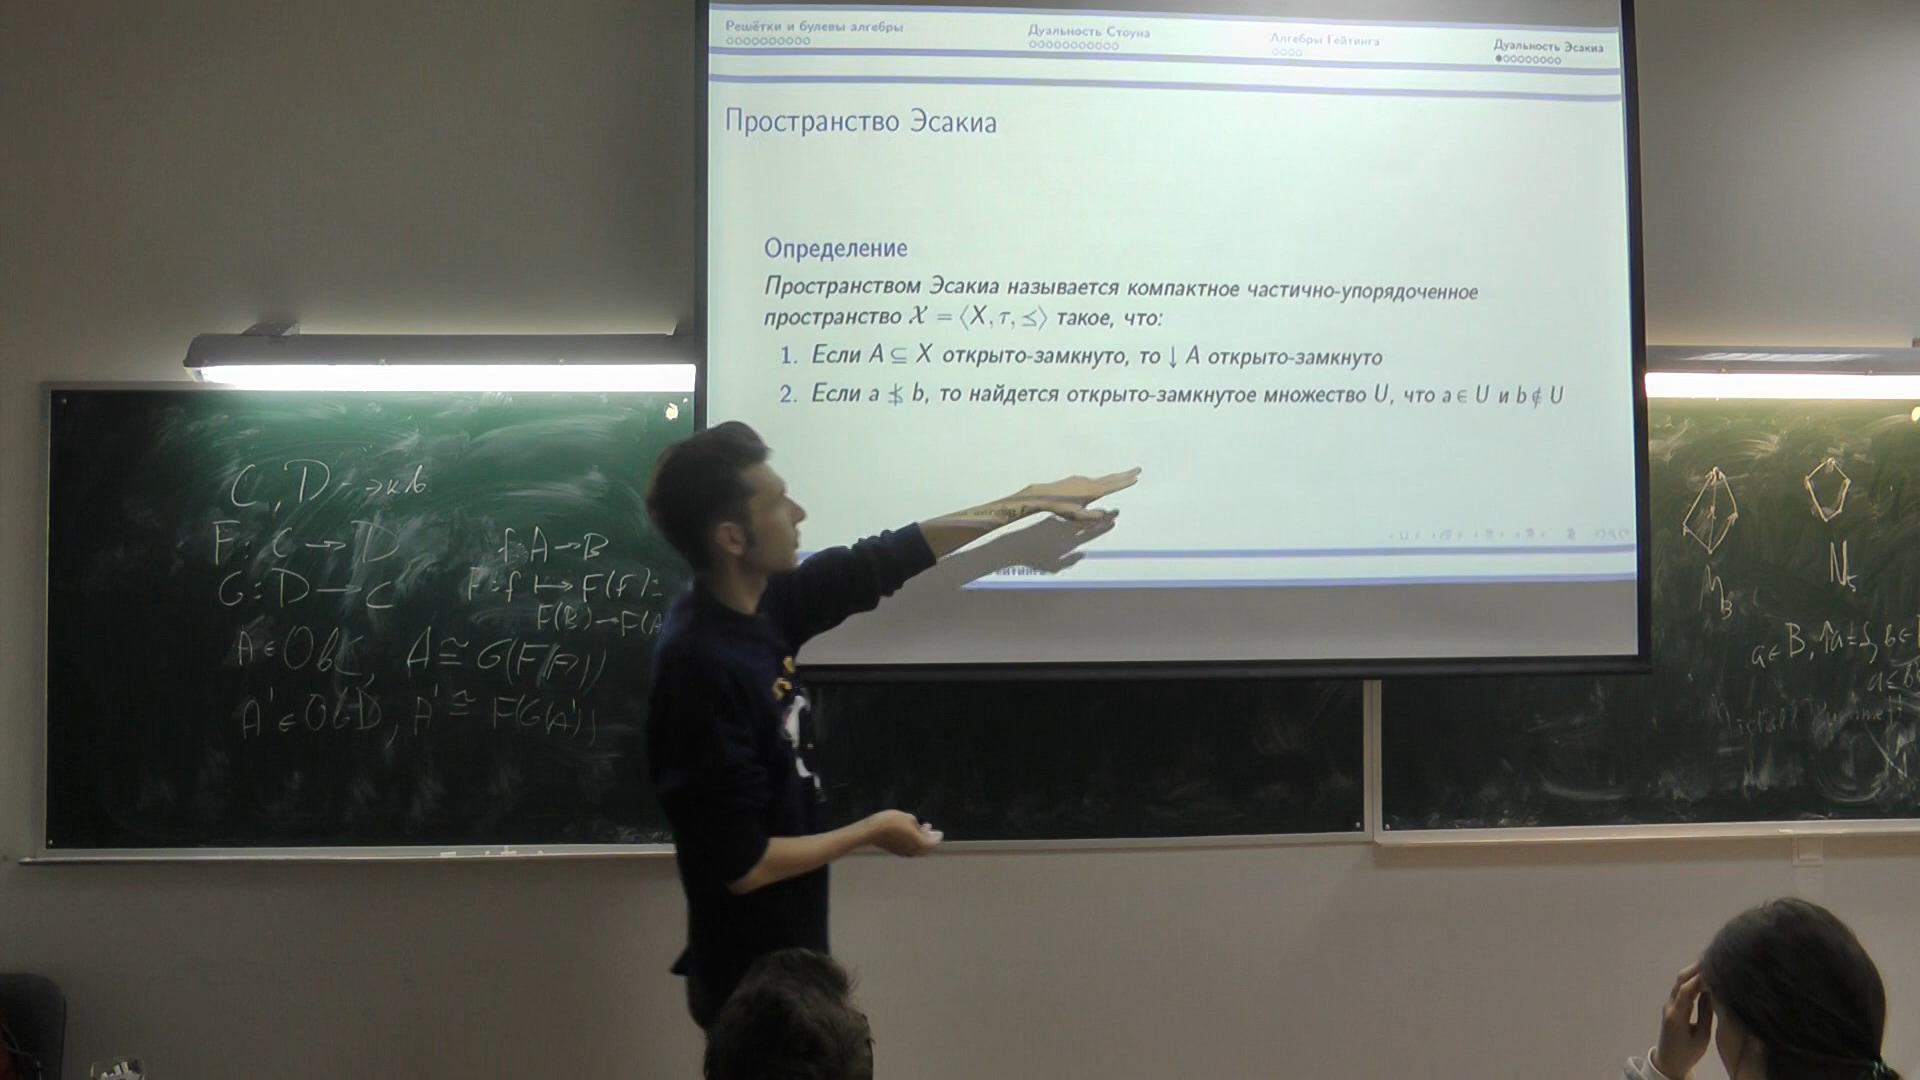 Решётки и булевы алгебры
Дуальность Стоуна
Алгебры Гейтинга
Дуальность Эсакиа
Пространство Эсакиа
Определение
Пространством Эсакиа называется компактное частично-упорядоченное
пространство X = ⟨X, τ, ≤⟩ такое, что:
1. Если A ⊆ X открыто-замкнуто, то ↓ A открыто-замкнуто
2. Если a ≰ b, то найдется открыто-замкнутое множество U, что a ∈ U и b ∉ U
C, D → экв
F: C → D
G: D → C
A ∈ Ob C, A ≅ G(F(A))
A' ∈ Ob D, A' ≅ F(G(A'))
f: A → B
F: f ↦ F(f):
F(B) → F(A
M3
N5
a ∈ B, ↑a =